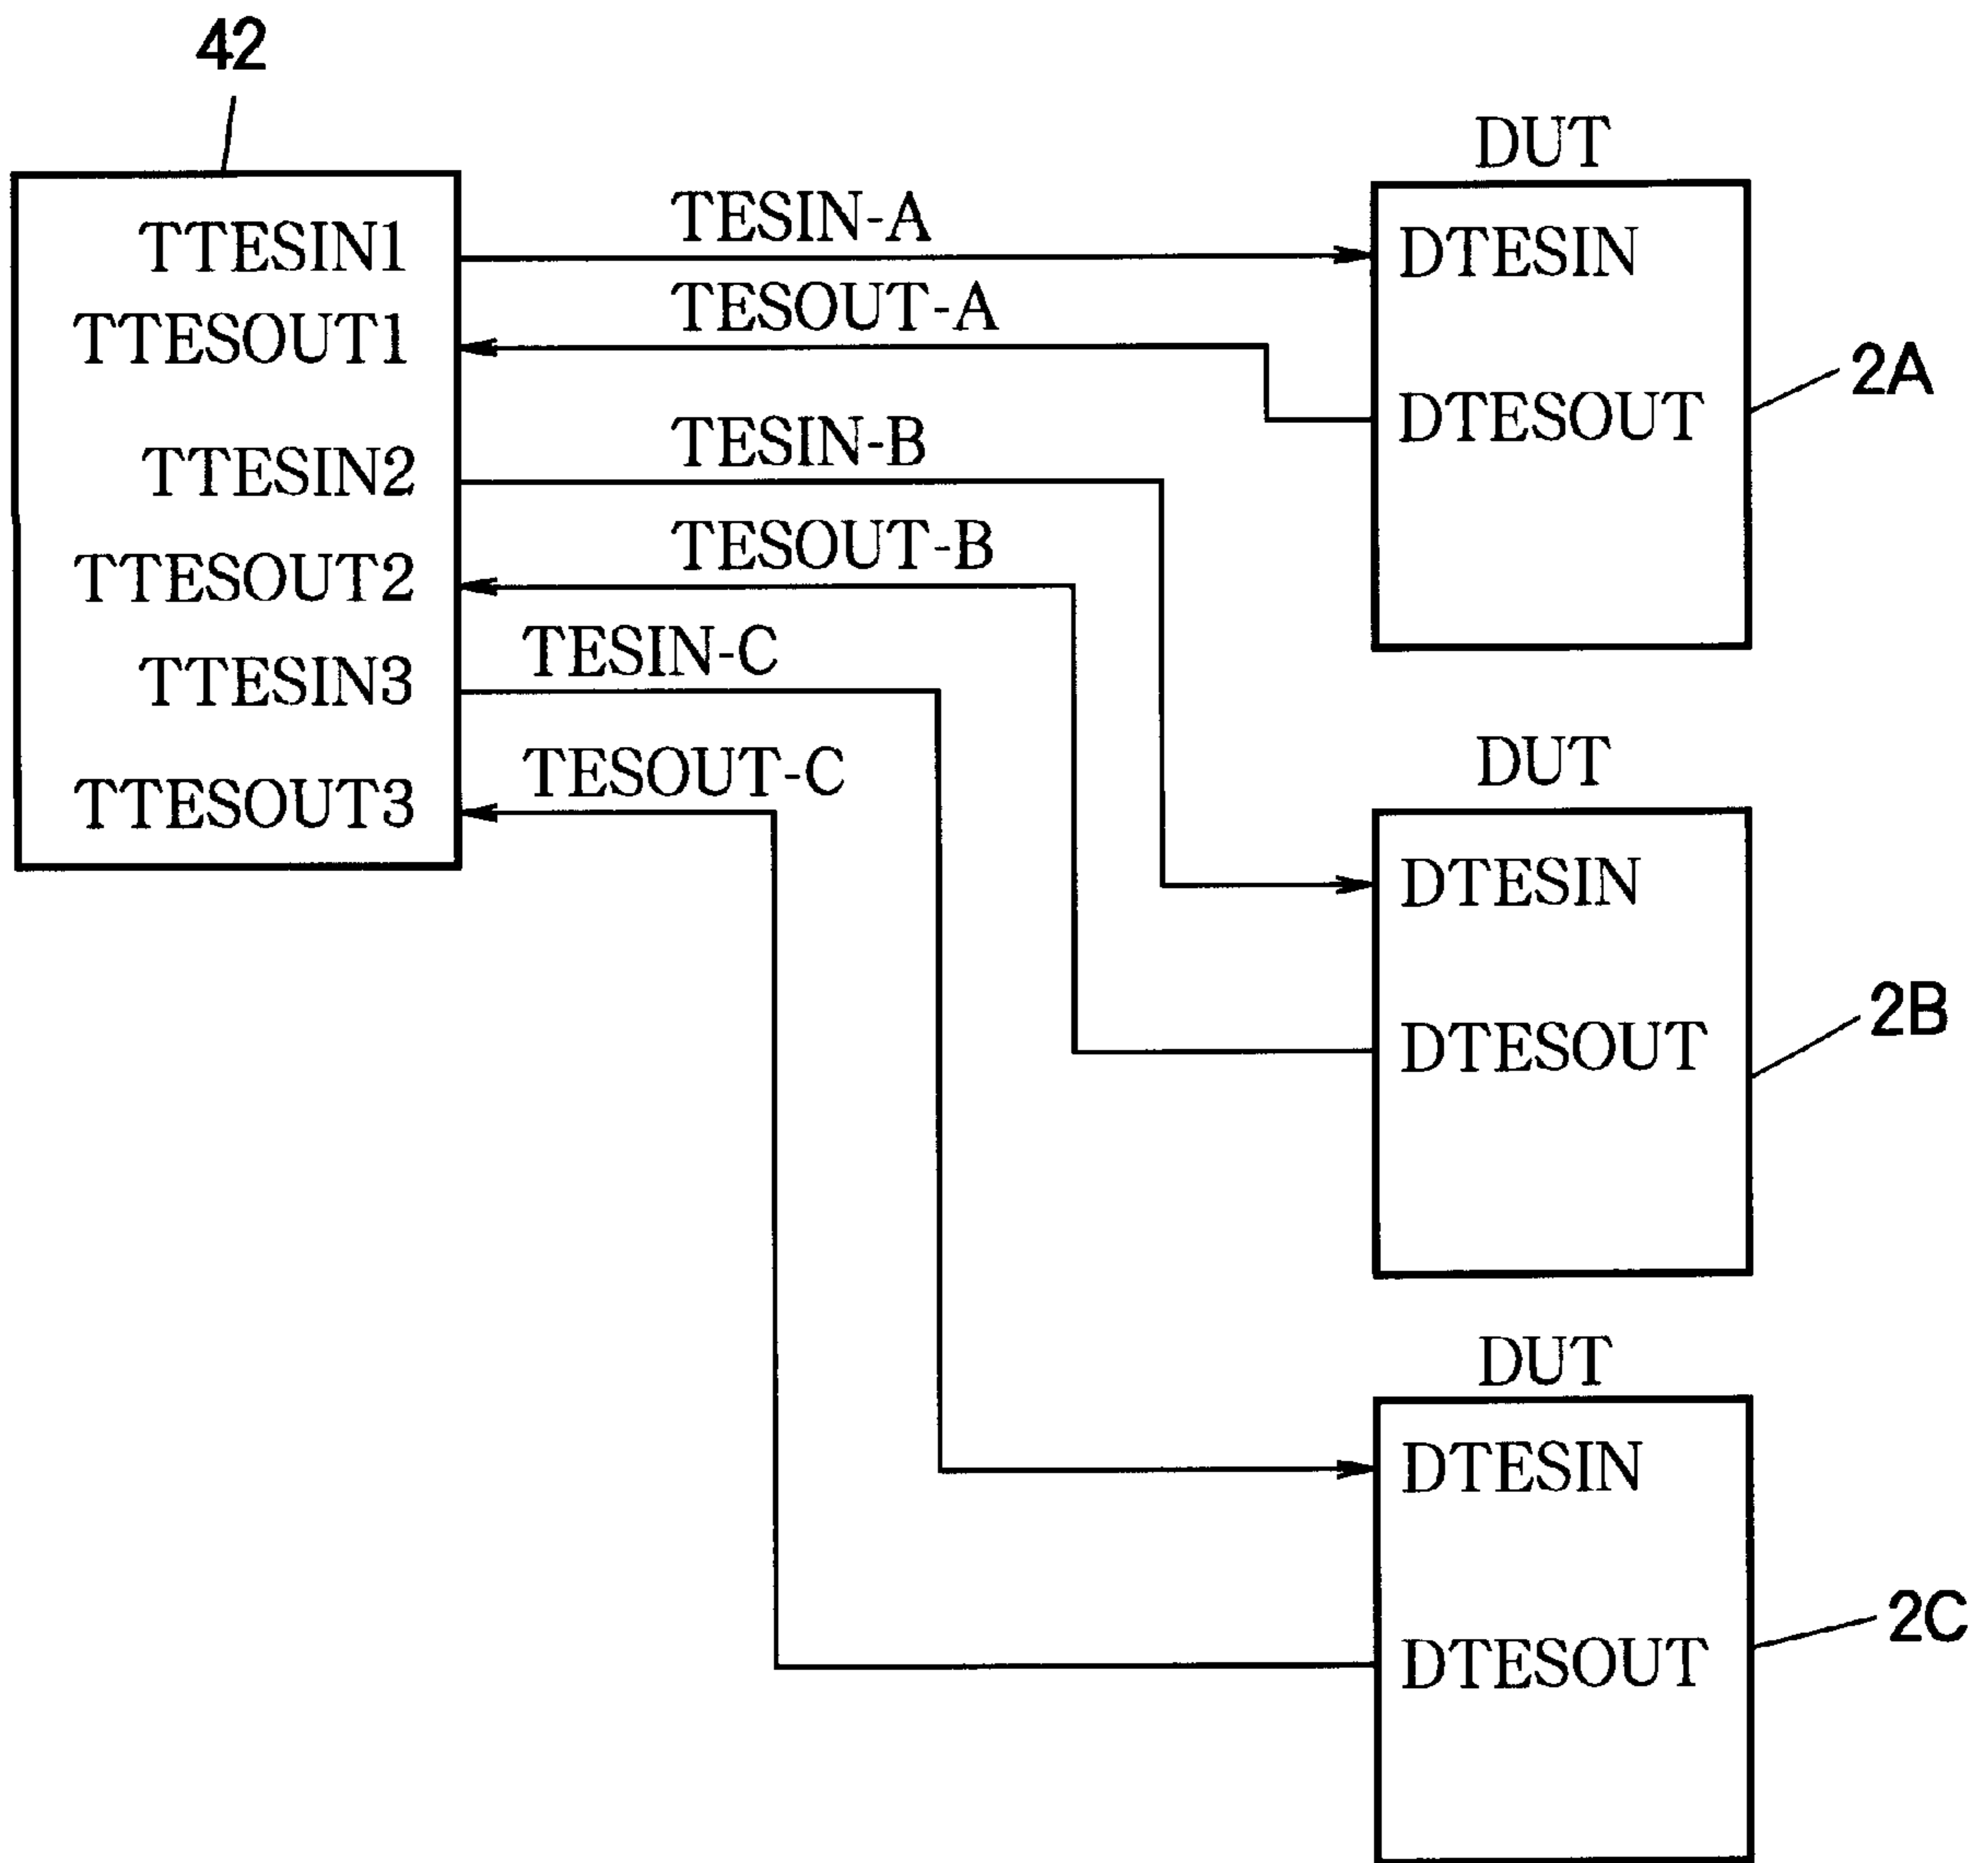 42
TTESIN1
TTESOUT1
TTESIN2
TTESOUT2
TTESIN3
TTESOUT3
TESIN-A
TESOUT-A
TESIN-B
TESOUT-B
TESIN-C
TESOUT-C
DUT
DTESIN
DTESOUT
2A
DUT
DTESIN
DTESOUT
2B
DUT
DTESIN
DTESOUT
2C